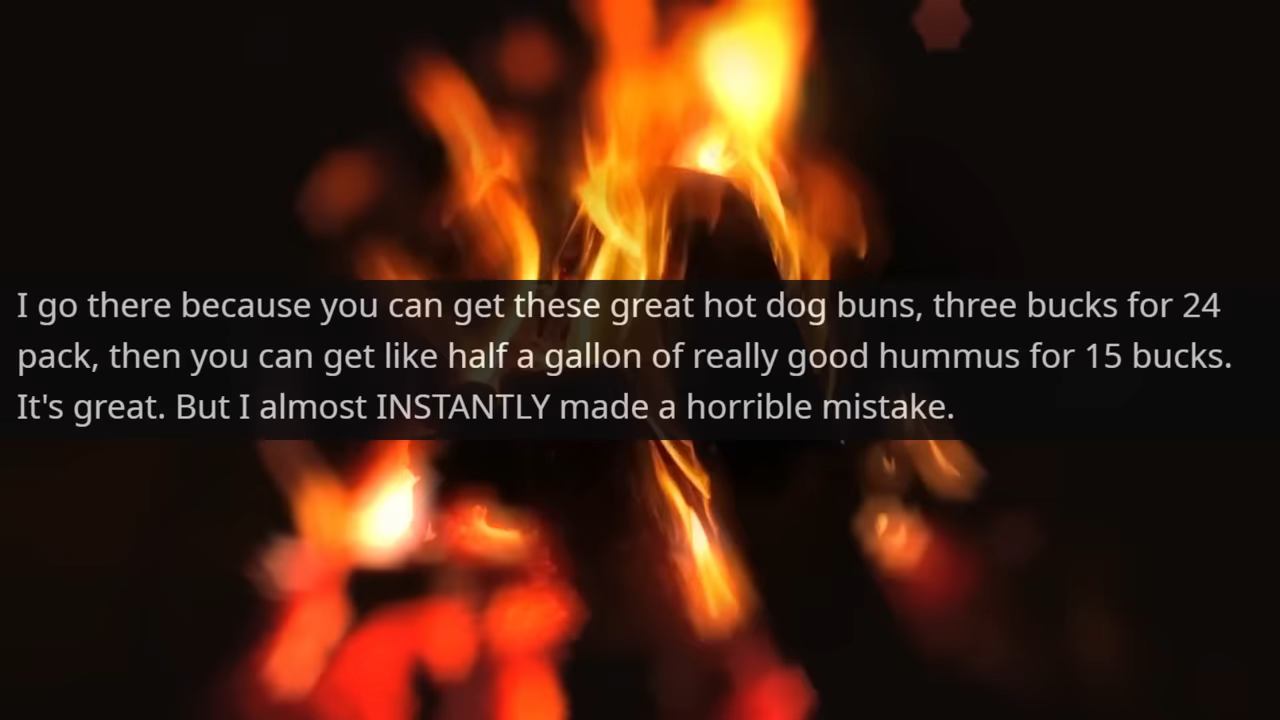 I go there because you can get these great hot dog buns, three bucks for 24
pack, then you can get like half a gallon of really good hummus for 15 bucks.
It's great. But I almost INSTANTLY made a horrible mistake.